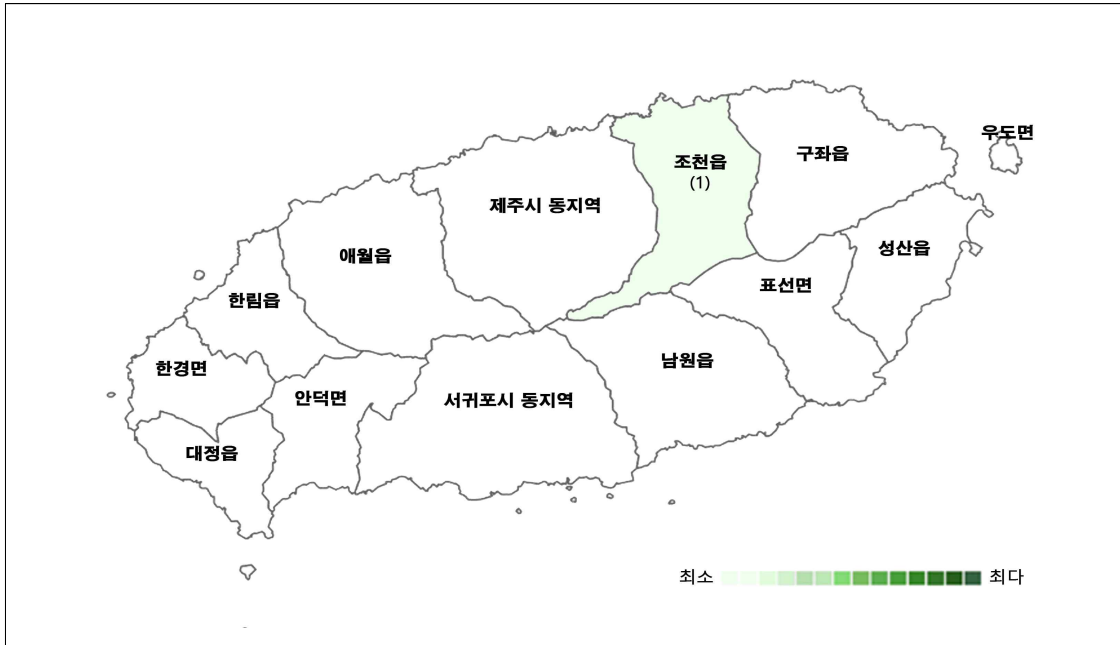 우도면
구좌읍
조천읍
(1)
제주시 동지역
성산읍
애월읍
표선면
한림읍
남원읍
한경면
안덕면
서귀포시 동지역
대정읍
최소
최다